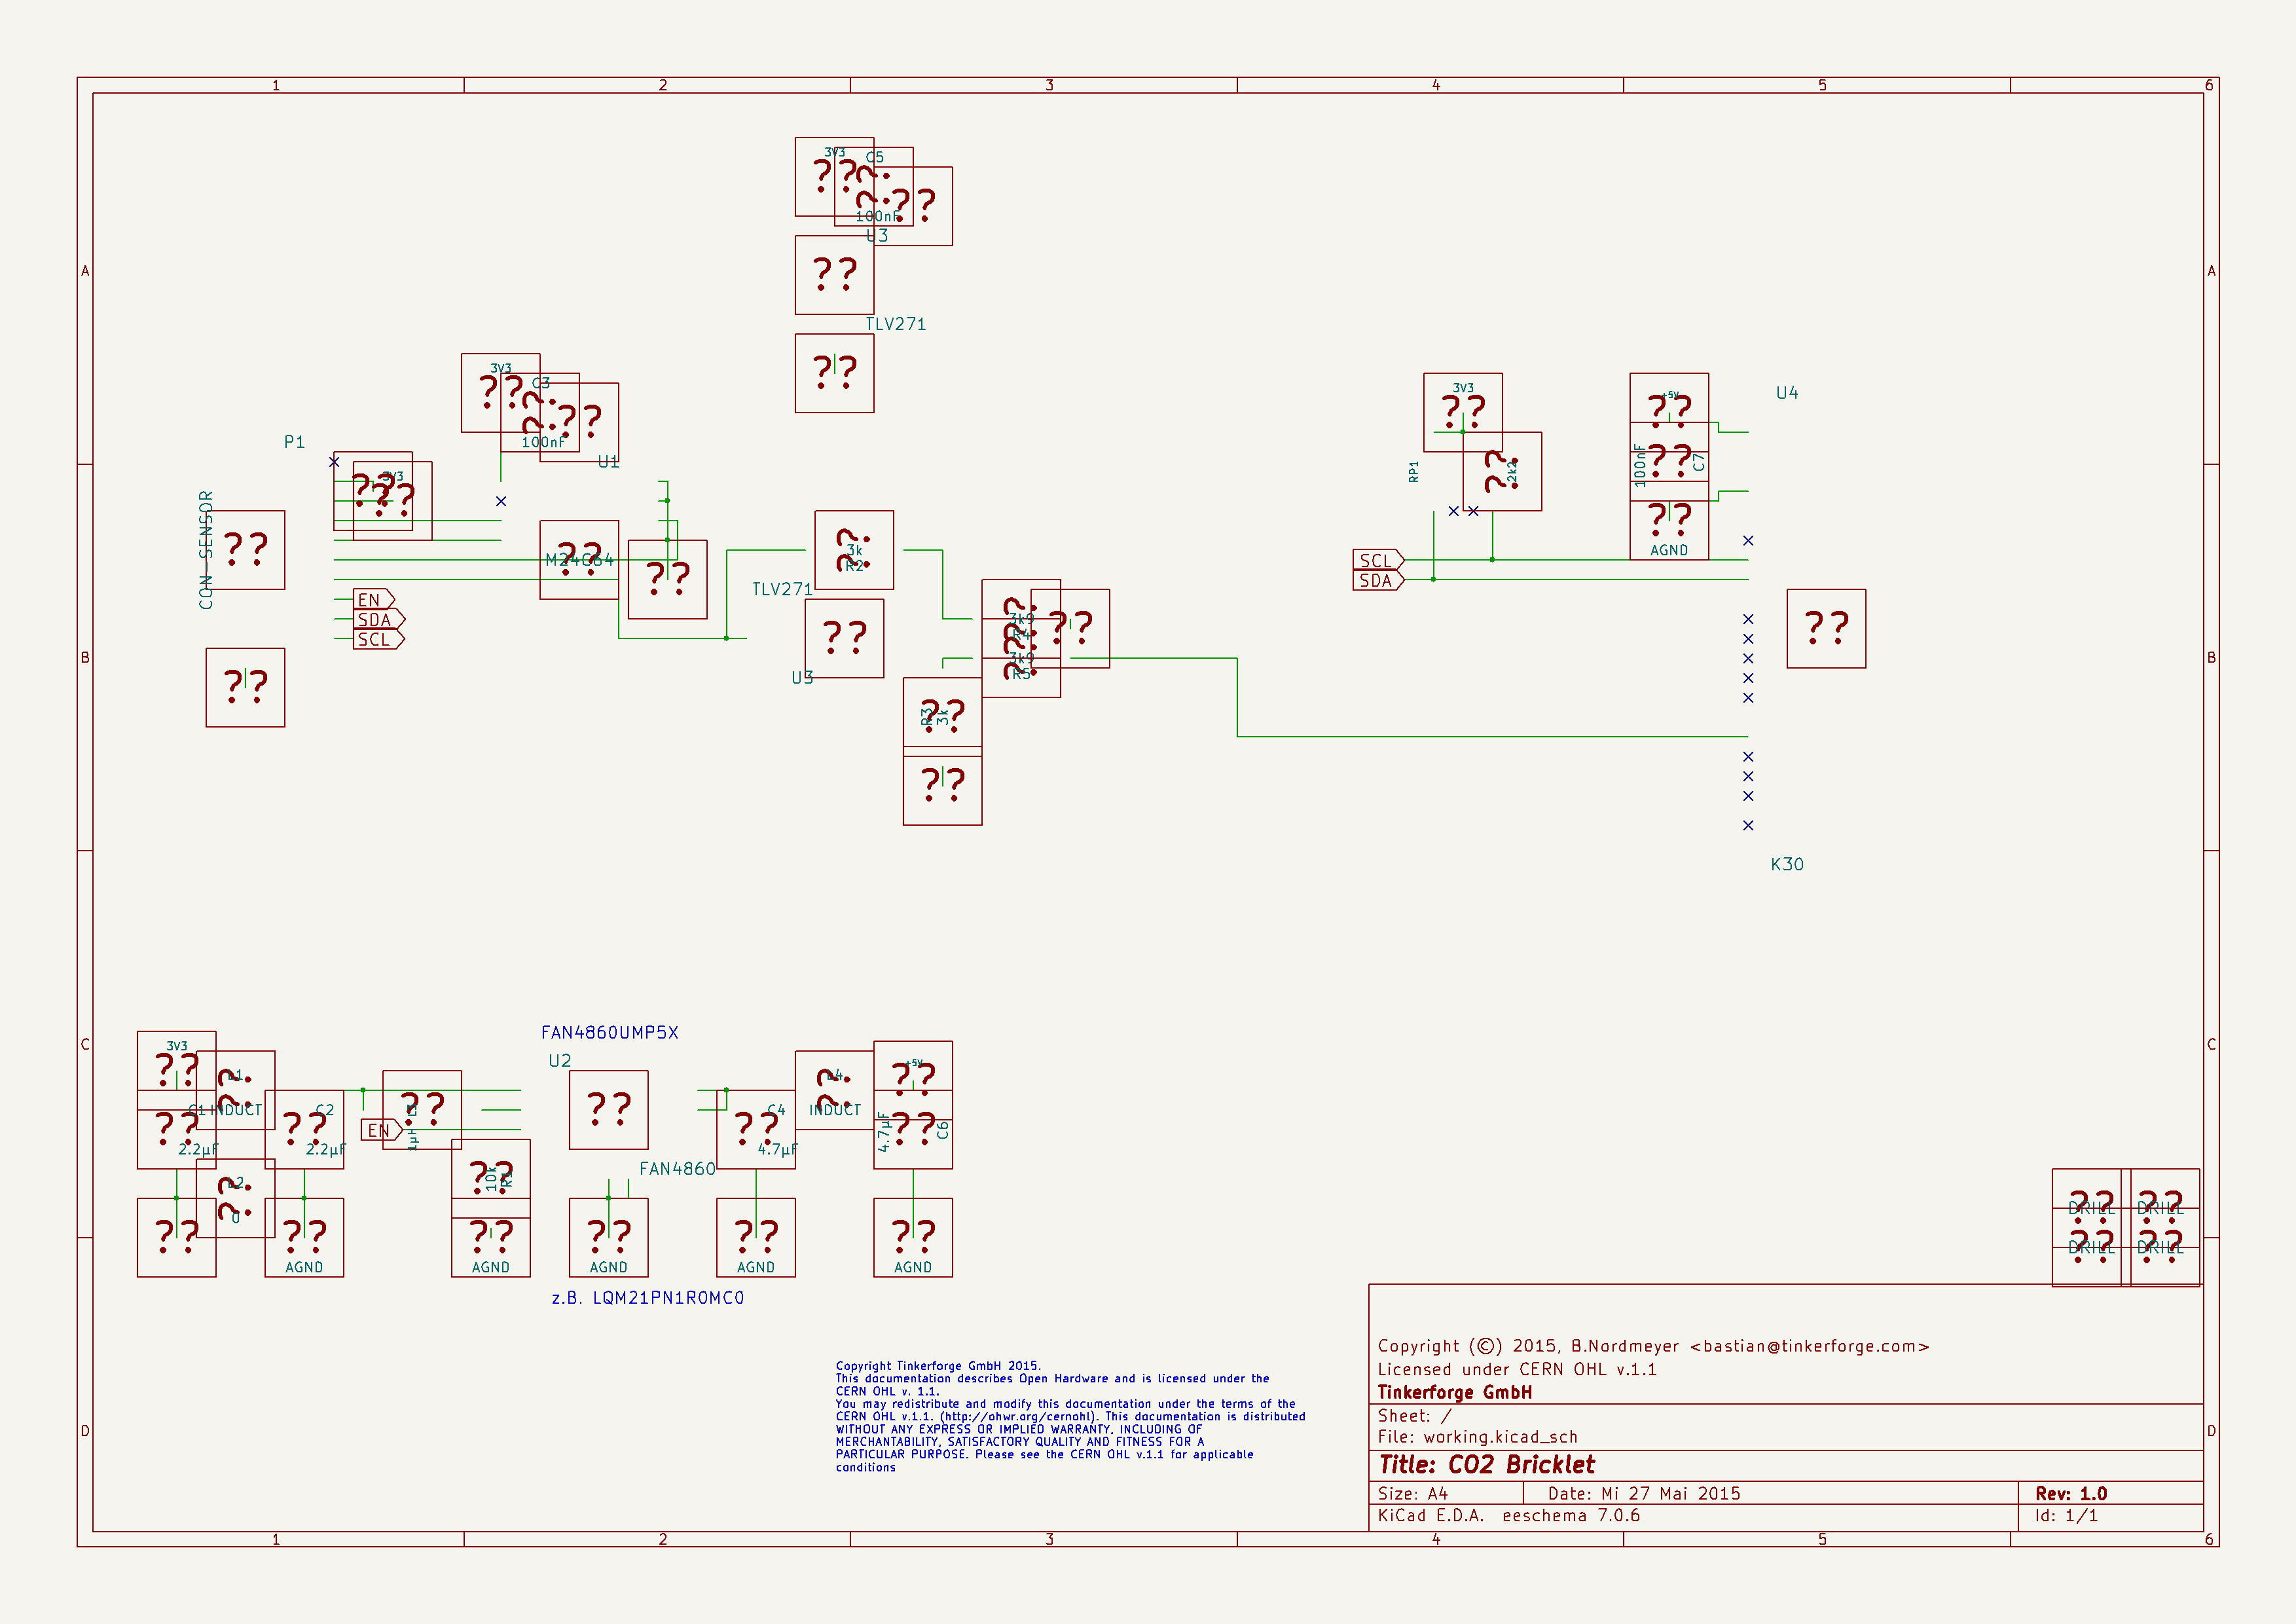 1 2 3 4 5 6
A A
B B
C C
D D
3V3
C5
??
100nF
U3
??
TLV271
??
3V3
C3
??
100nF
U1
P1
3V3
??
CON-SENSOR
??
M24C64
??
EN
SDA
SCL
??
3k
R2
TLV271
??
U3
3k9
R4
3k9
R5
??
R3
3k
??
3V3
??
RP1
2k2
+5V
??
100nF
??
C7
??
AGND
SCL
SDA
U4
??
K30
FAN4860UMP5X
U2
3V3
??
L1
INDUCT
C1
??
2.2µF
C2
??
2.2µF
L2
0
??
??
AGND
EN
??
1µH
L3
??
10k
R1
??
AGND
??
FAN4860
??
AGND
C4
??
4.7µF
??
AGND
L4
INDUCT
+5V
??
4.7µF
??
C6
??
AGND
z.B. LQM21PN1R0MC0
??
DRILL
??
DRILL
??
DRILL
??
DRILL
Copyright Tinkerforge GmbH 2015.
This documentation describes Open Hardware and is licensed under the
CERN OHL v. 1.1.
You may redistribute and modify this documentation under the terms of the
CERN OHL v.1.1. (http://ohwr.org/cernohl). This documentation is distributed
WITHOUT ANY EXPRESS OR IMPLIED WARRANTY, INCLUDING OF
MERCHANTABILITY, SATISFACTORY QUALITY AND FITNESS FOR A
PARTICULAR PURPOSE. Please see the CERN OHL v.1.1 for applicable
conditions
Copyright (©) 2015, B.Nordmeyer <bastian@tinkerforge.com>
Licensed under CERN OHL v.1.1
Tinkerforge GmbH
Sheet: /
File: working.kicad_sch
Title: CO2 Bricklet
Size: A4
Date: Mi 27 Mai 2015
Rev: 1.0
KiCad E.D.A. eeschema 7.0.6
Id: 1/1
1 2 3 4 5 6